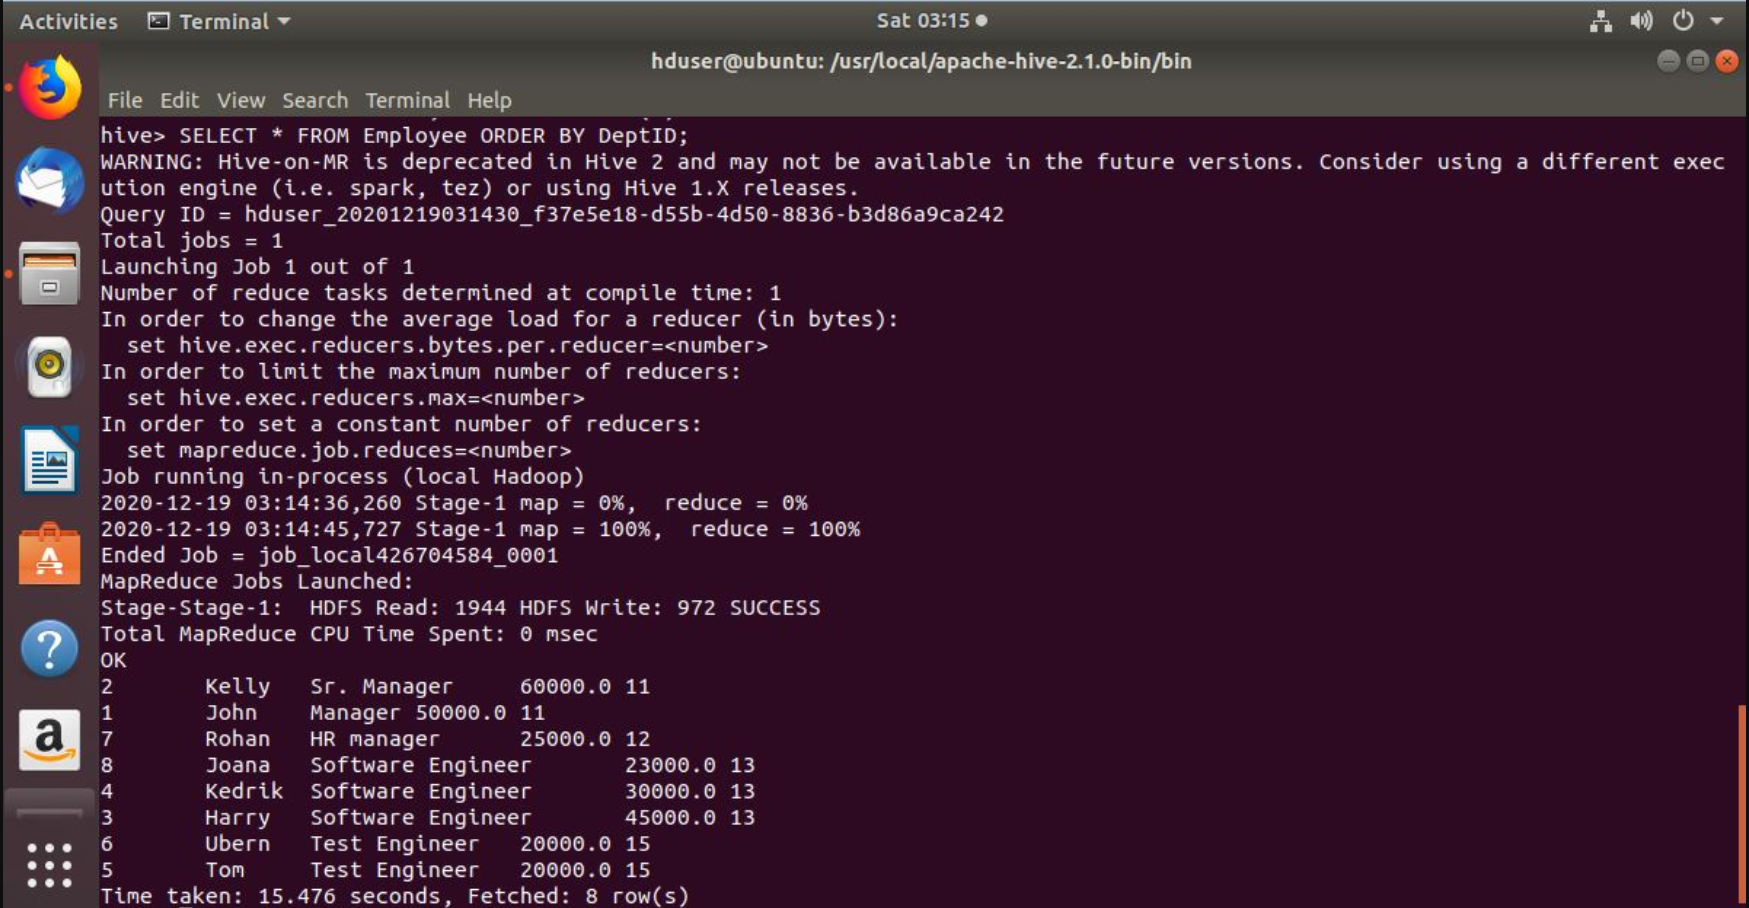 Activities Terminal Sat 03:15
hduser@ubuntu: /usr/local/apache-hive-2.1.0-bin/bin
File Edit View Search Terminal Help
hive> SELECT * FROM Employee ORDER BY DeptID;
WARNING: Hive-on-MR is deprecated in Hive 2 and may not be available in the future versions. Consider using a different exec
ution engine (i.e. spark, tez) or using Hive 1.X releases.
Query ID = hduser_20201219031430_f37e5e18-d55b-4d50-8836-b3d86a9ca242
Total jobs = 1
Launching Job 1 out of 1
Number of reduce tasks determined at compile time: 1
In order to change the average load for a reducer (in bytes):
  set hive.exec.reducers.bytes.per.reducer=<number>
In order to limit the maximum number of reducers:
  set hive.exec.reducers.max=<number>
In order to set a constant number of reducers:
  set mapreduce.job.reduces=<number>
Job running in-process (local Hadoop)
2020-12-19 03:14:36,260 Stage-1 map = 0%,  reduce = 0%
2020-12-19 03:14:45,727 Stage-1 map = 100%,  reduce = 100%
Ended Job = job_local426704584_0001
MapReduce Jobs Launched:
Stage-Stage-1:  HDFS Read: 1944 HDFS Write: 972 SUCCESS
Total MapReduce CPU Time Spent: 0 msec
OK
2       Kelly   Sr. Manager     60000.0 11
1       John    Manager 50000.0 11
7       Rohan   HR manager      25000.0 12
8       Joana   Software Engineer       23000.0 13
4       Kedrik  Software Engineer       30000.0 13
3       Harry   Software Engineer       45000.0 13
6       Ubern   Test Engineer   20000.0 15
5       Tom     Test Engineer   20000.0 15
Time taken: 15.476 seconds, Fetched: 8 row(s)